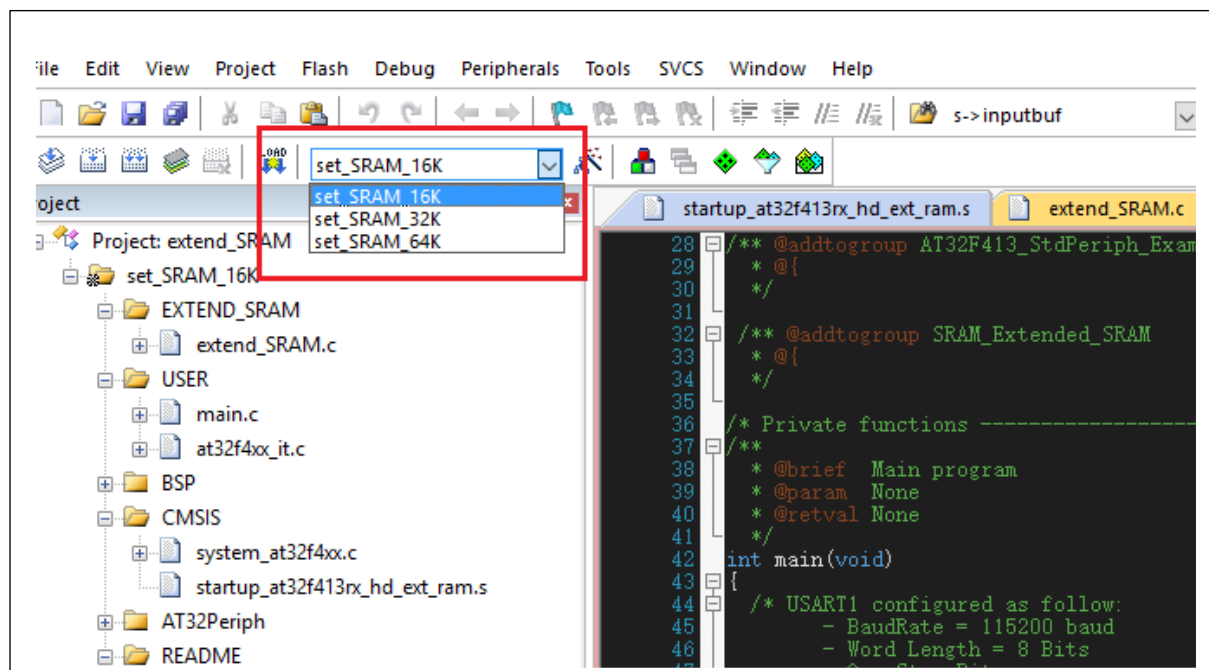 File Edit View Project Flash Debug Peripherals Tools SVCS Window Help
s->inputbuf
LOAD set_SRAM_16K
set_SRAM_16K
set_SRAM_32K
set_SRAM_64K
oject
Project: extend_SRAM
set_SRAM_16K
EXTEND_SRAM
extend_SRAM.c
USER
main.c
at32f4xx_it.c
BSP
CMSIS
system_at32f4xx.c
startup_at32f413rx_hd_ext_ram.s
AT32Periph
README
startup_at32f413rx_hd_ext_ram.s extend_SRAM.c
28 /** @addtogroup AT32F413_StdPeriph_Exam
29 * @{
30 */
31
32 /** @addtogroup SRAM_Extended_SRAM
33 * @{
34 */
35
36 /* Private functions --------------------
37 /**
38 * @brief Main program
39 * @param None
40 * @retval None
41 */
42 int main(void)
43 {
44 /* USART1 configured as follow:
45 - BaudRate = 115200 baud
46 - Word Length = 8 Bits